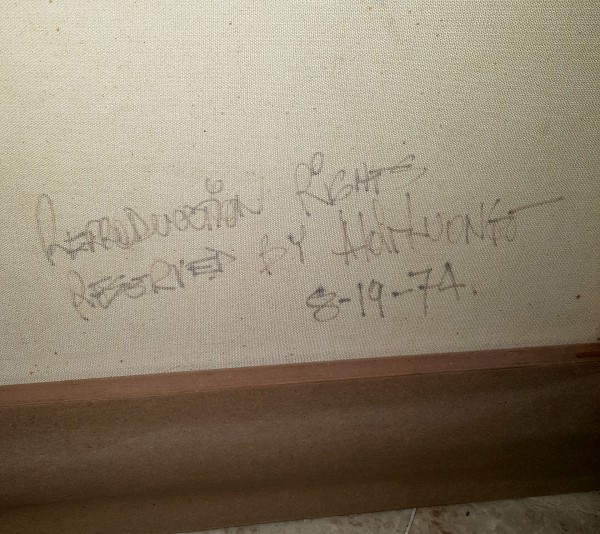 REPRODUCTION RIGHTS
RESERVED BY
8-19-74.